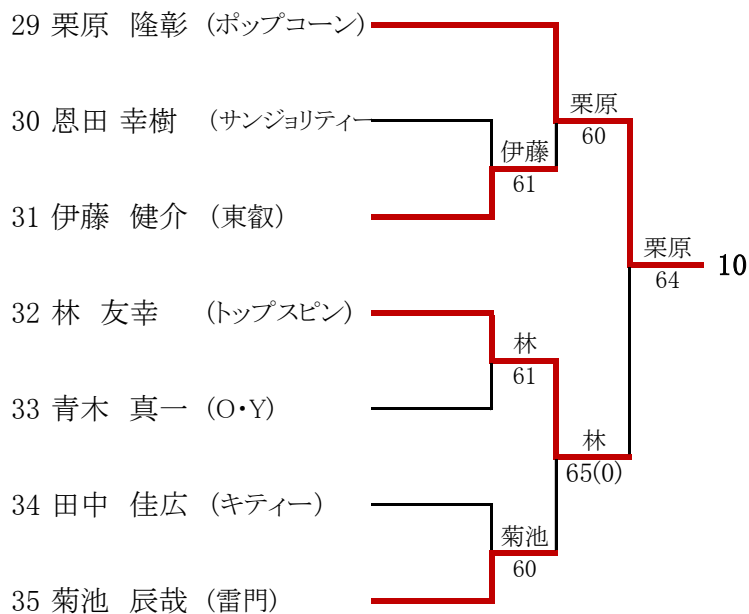 29 栗原 隆彰 (ポップコーン)
栗原
60
30 恩田 幸樹 (サンジョリティー
伊藤
61
31 伊藤 健介 (東叡)
栗原
64
10
32 林 友幸 (トップスピン)
林
61
33 青木 真一 (O・Y)
林
65(0)
34 田中 佳広 (キティー)
菊池
60
35 菊池 辰哉 (雷門)